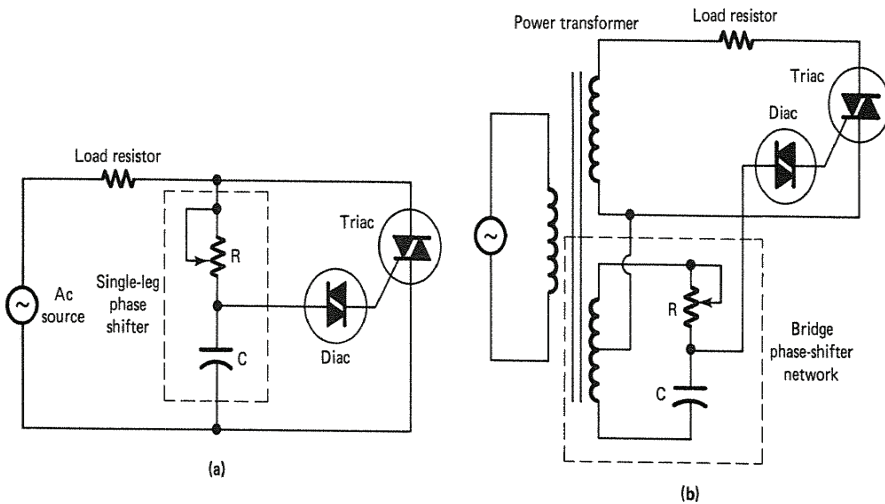 Load resistor
Triac
R
Single-leg
phase
shifter
Ac
source
Diac
C
(a)
Power transformer
Load resistor
Triac
Diac
R
Bridge
phase-shifter
network
C
(b)